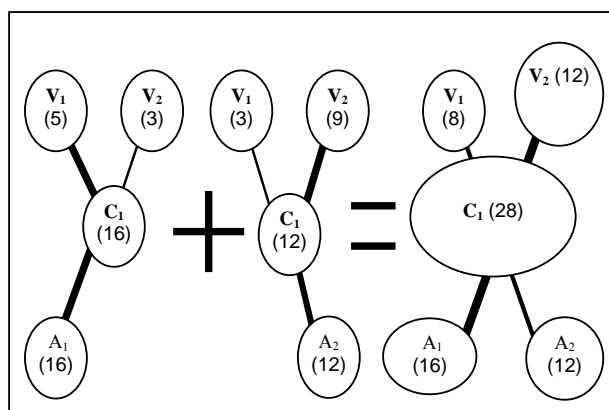 V₁
(5)
V₂
(3)
C₁
(16)
A₁
(16)
+
V₁
(3)
V₂
(9)
C₁
(12)
A₂
(12)
=
V₁
(8)
V₂ (12)
C₁ (28)
A₁
(16)
A₂
(12)